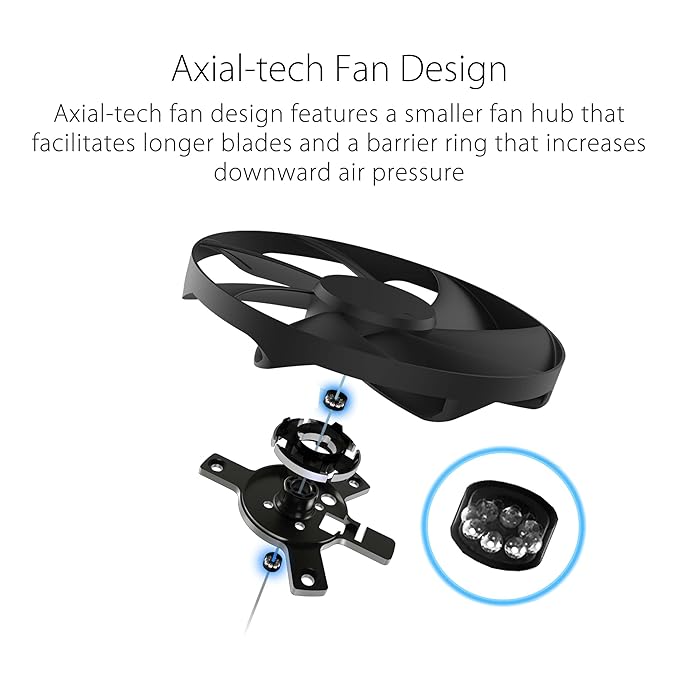 Axial-tech Fan Design
Axial-tech fan design features a smaller fan hub that
facilitates longer blades and a barrier ring that increases
downward air pressure